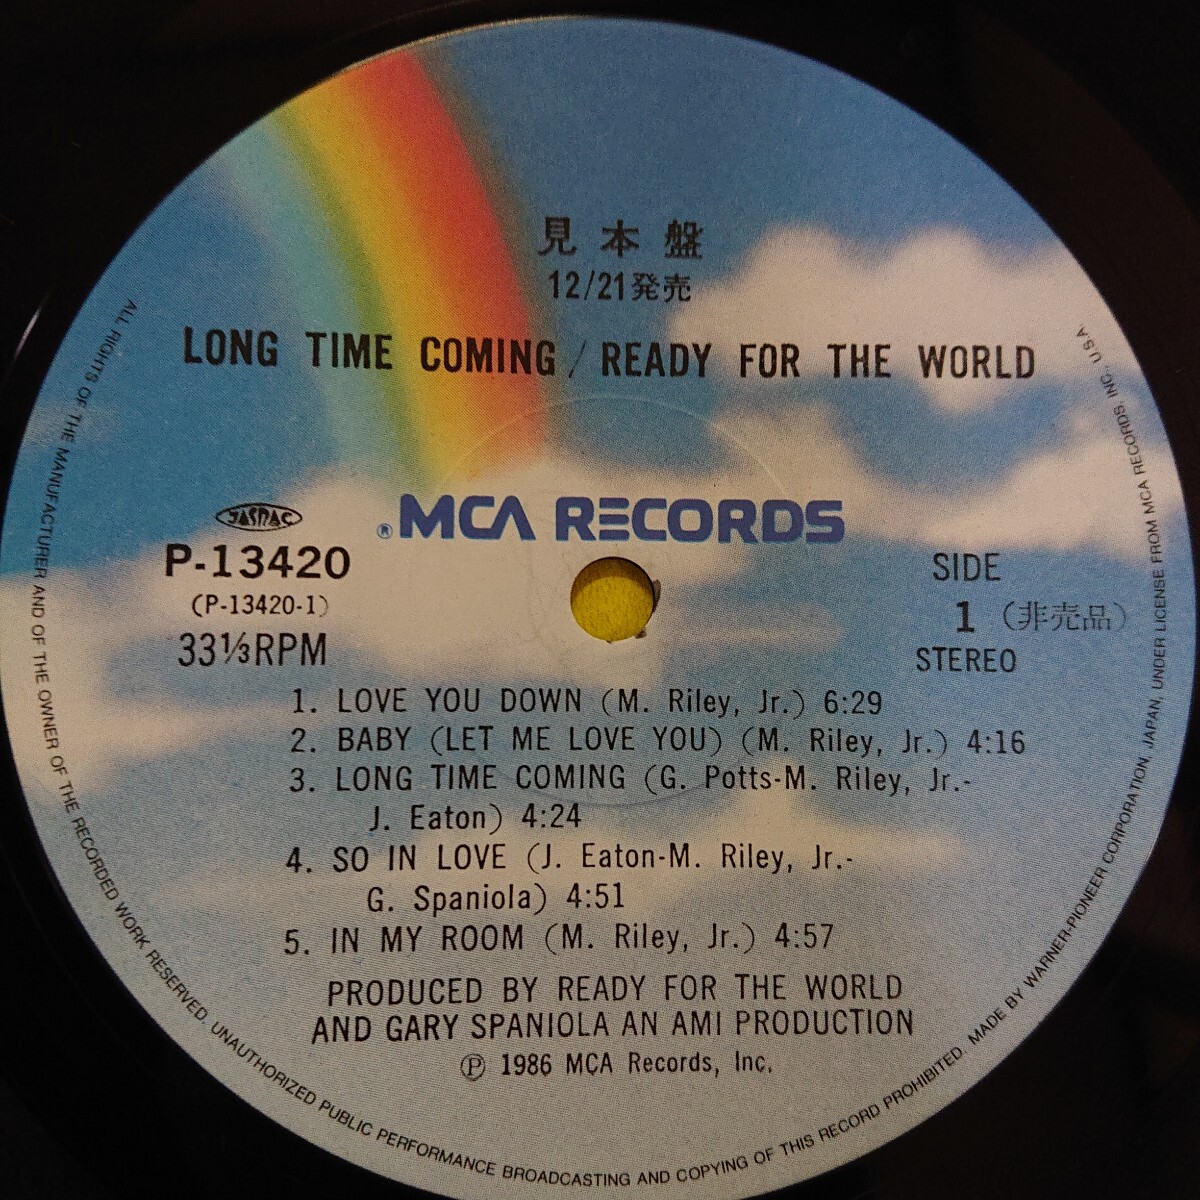 見本盤
12/21発売
LONG TIME COMING / READY FOR THE WORLD
JASRAC
® MCA RECORDS
P-13420
(P-13420-1)
33⅓RPM
SIDE
1 (非売品)
STEREO
1. LOVE YOU DOWN (M. Riley, Jr.) 6:29
2. BABY (LET ME LOVE YOU) (M. Riley, Jr.) 4:16
3. LONG TIME COMING (G. Potts-M. Riley, Jr.-
J. Eaton) 4:24
4. SO IN LOVE (J. Eaton-M. Riley, Jr.-
G. Spaniola) 4:51
5. IN MY ROOM (M. Riley, Jr.) 4:57
PRODUCED BY READY FOR THE WORLD
AND GARY SPANIOLA AN AMI PRODUCTION
Ⓟ 1986 MCA Records, Inc.
ALL RIGHTS OF THE MANUFACTURER AND OF THE OWNER OF THE RECORDED WORK RESERVED. UNAUTHORIZED PUBLIC PERFORMANCE BROADCASTING AND COPYING OF THIS RECORD PROHIBITED. MADE BY WARNER-PIONEER CORPORATION, JAPAN, UNDER LICENSE FROM MCA RECORDS, INC., U.S.A.